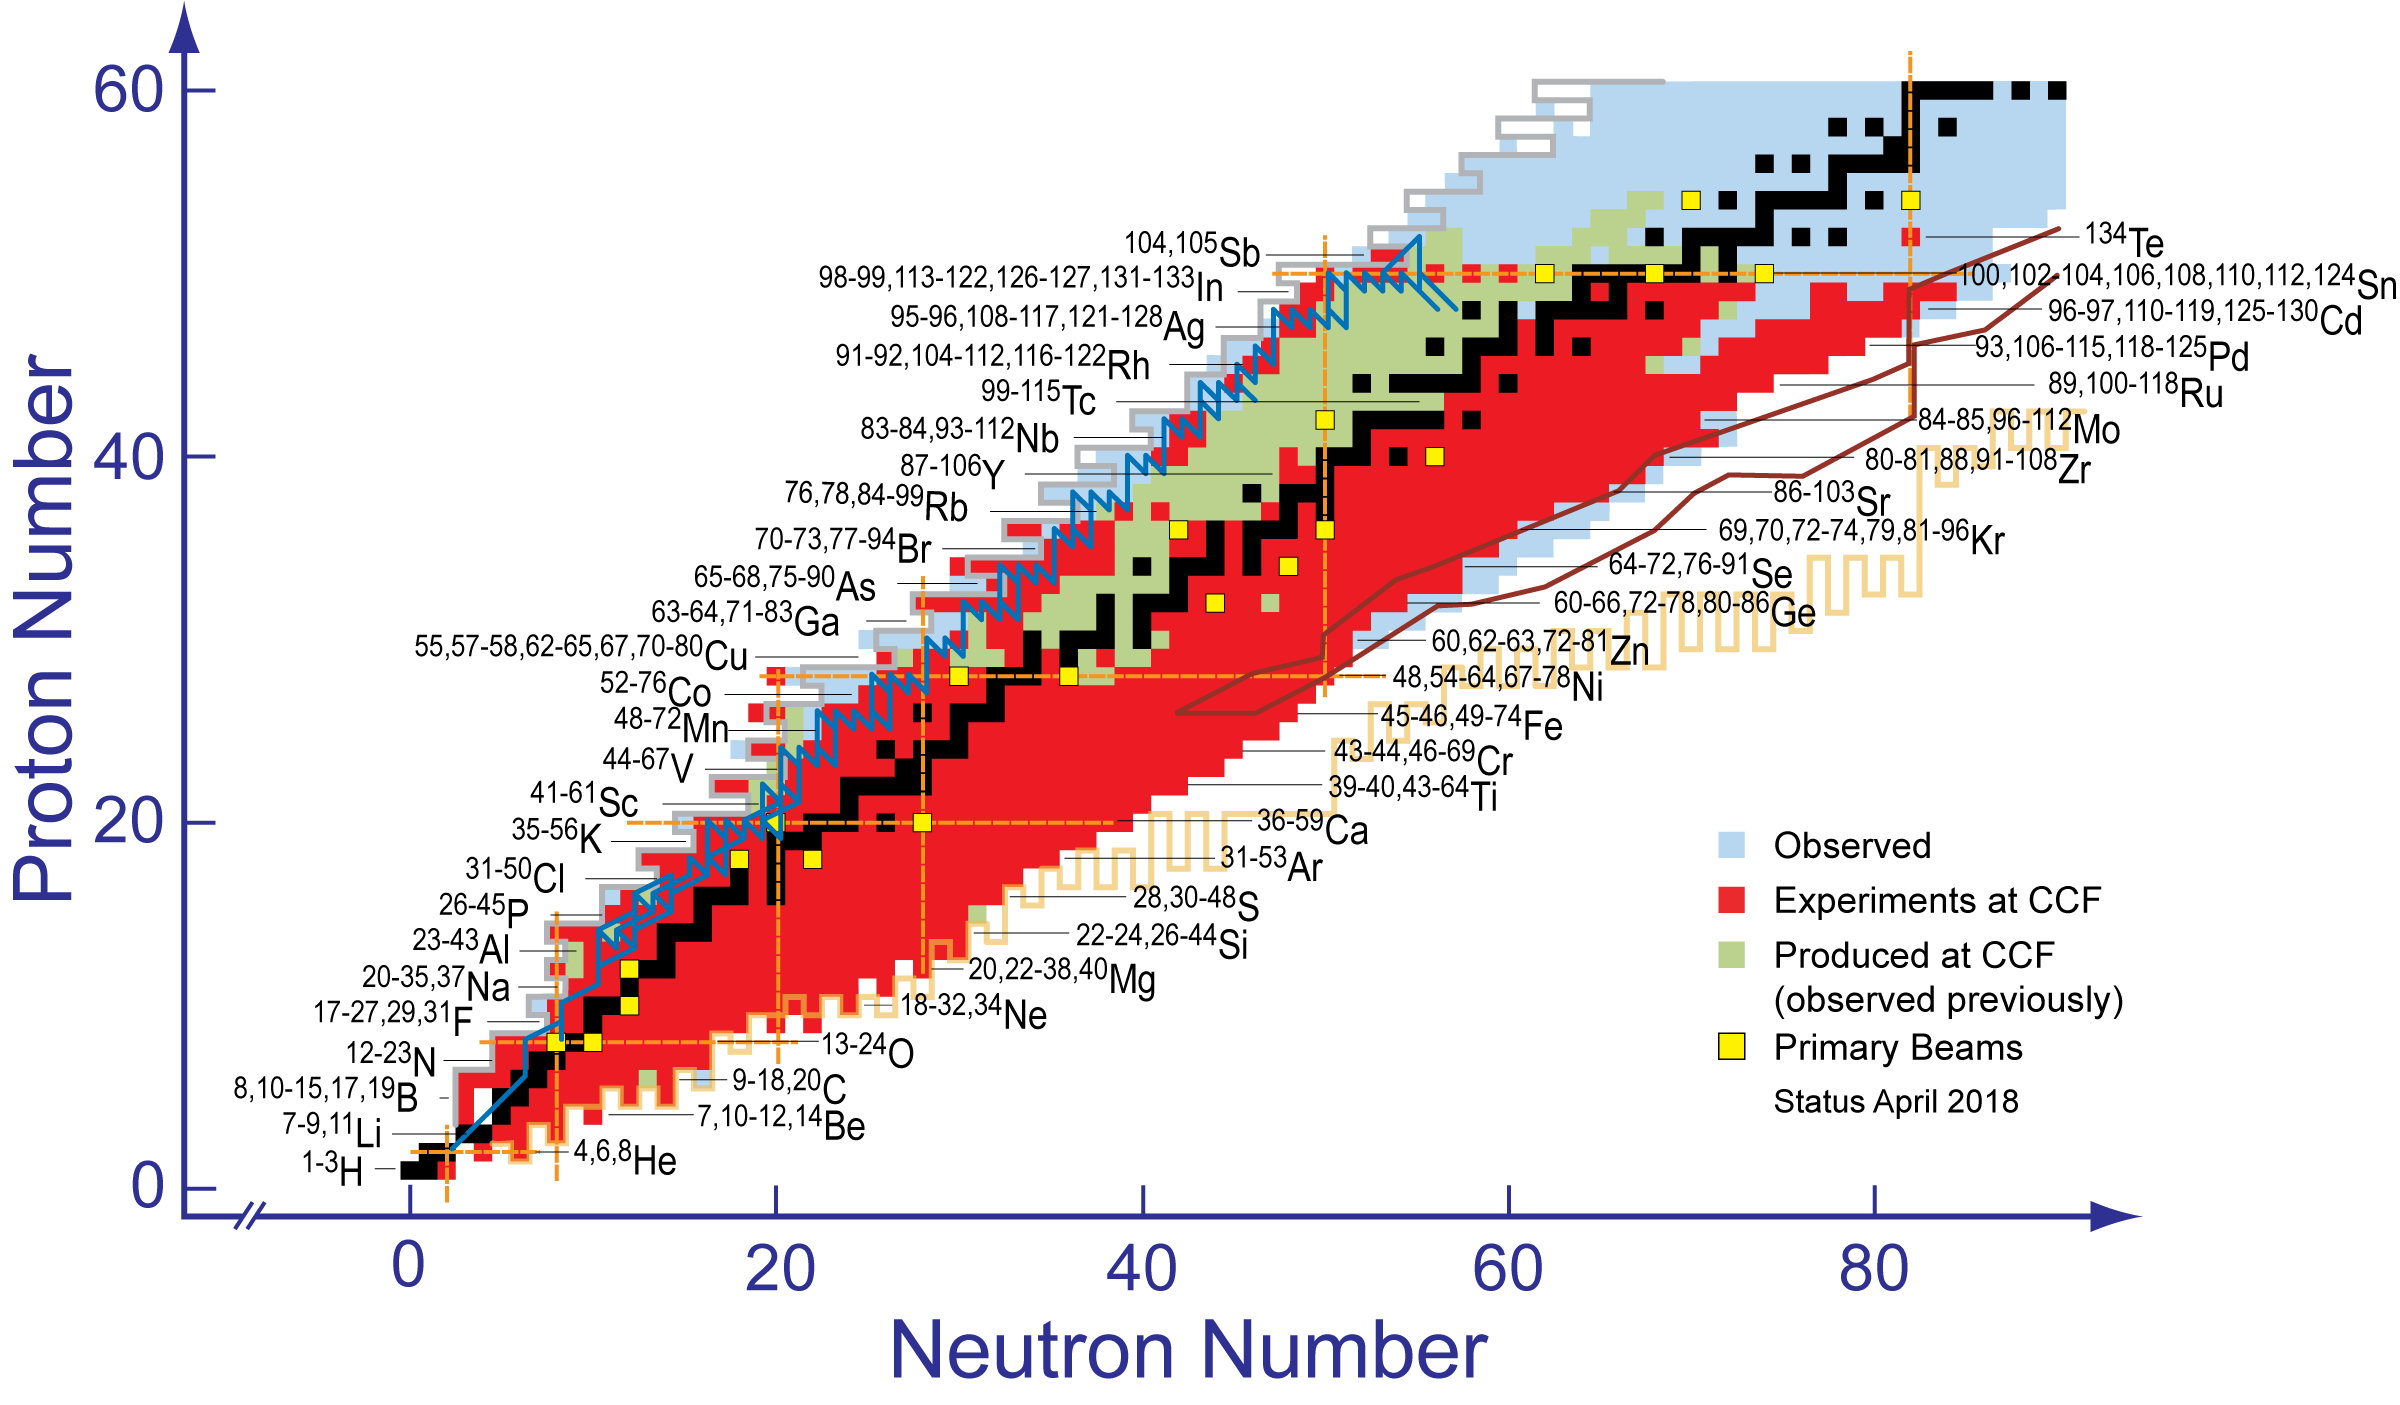 Proton Number
60
40
20
0
0
20
40
60
80
Neutron Number
104,105Sb
98-99,113-122,126-127,131-133In
95-96,108-117,121-128Ag
91-92,104-112,116-122Rh
99-115Tc
83-84,93-112Nb
87-106Y
76,78,84-99Rb
70-73,77-94Br
65-68,75-90As
63-64,71-83Ga
55,57-58,62-65,67,70-80Cu
52-76Co
48-72Mn
44-67V
41-61Sc
35-56K
31-50Cl
26-45P
23-43Al
20-35,37Na
17-27,29,31F
12-23N
8,10-15,17,19B
7-9,11Li
1-3H
134Te
100,102-104,106,108,110,112,124Sn
96-97,110-119,125-130Cd
93,106-115,118-125Pd
89,100-118Ru
84-85,96-112Mo
80-81,88,91-108Zr
86-103Sr
69,70,72-74,79,81-96Kr
64-72,76-91Se
60-66,72-78,80-86Ge
60,62-63,72-81Zn
48,54-64,67-78Ni
45-46,49-74Fe
43-44,46-69Cr
39-40,43-64Ti
36-59Ca
31-53Ar
28,30-48S
22-24,26-44Si
20,22-38,40Mg
18-32,34Ne
13-24O
9-18,20C
7,10-12,14Be
4,6,8He
Observed
Experiments at CCF
Produced at CCF
(observed previously)
Primary Beams
Status April 2018